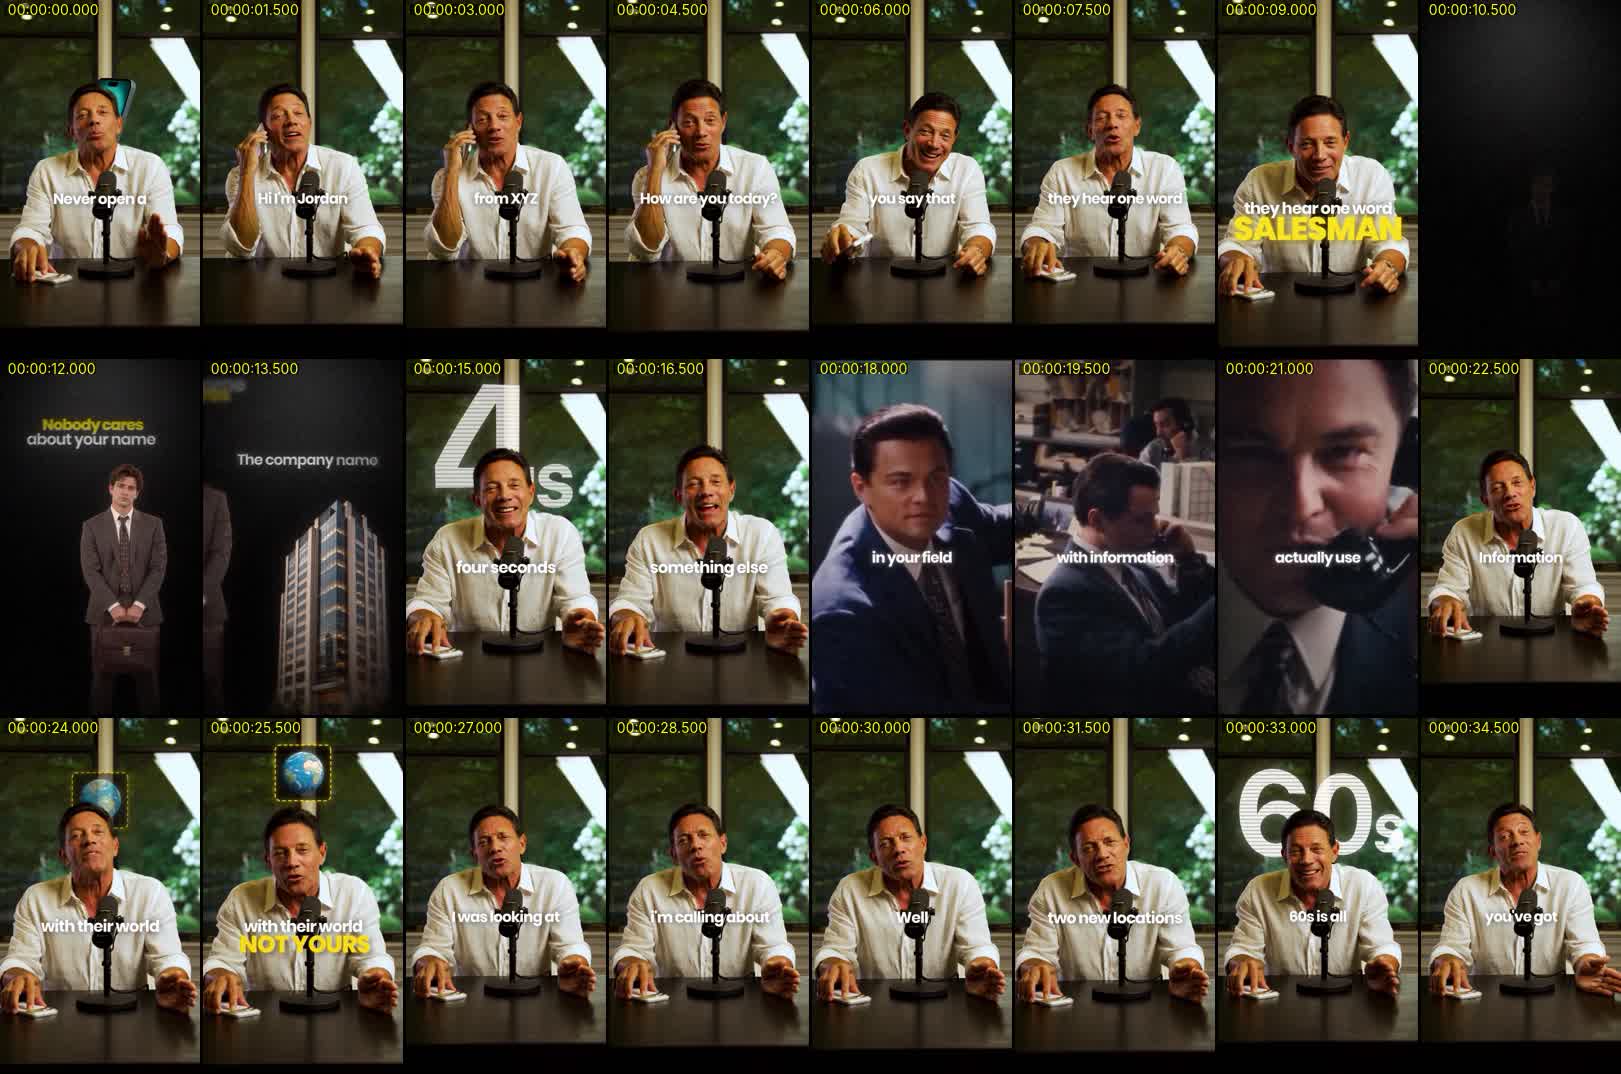 00:00:00.000
Never open a
00:00:01.500
Hi I'm Jordan
00:00:03.000
from XYZ
00:00:04.500
How are you today?
00:00:06.000
you say that
00:00:07.500
they hear one word
00:00:09.000
they hear one word
SALESMAN
00:00:10.500
00:00:12.000
Nobody cares
about your name
00:00:13.500
The company name
00:00:15.000
4s
four seconds
00:00:16.500
something else
00:00:18.000
in your field
00:00:19.500
with information
00:00:21.000
actually use
00:00:22.500
Information
00:00:24.000
with their world
00:00:25.500
with their world
NOT YOURS
00:00:27.000
I was looking at
00:00:28.500
i'm calling about
00:00:30.000
Well
00:00:31.500
two new locations
00:00:33.000
60s
60s is all
00:00:34.500
you've got